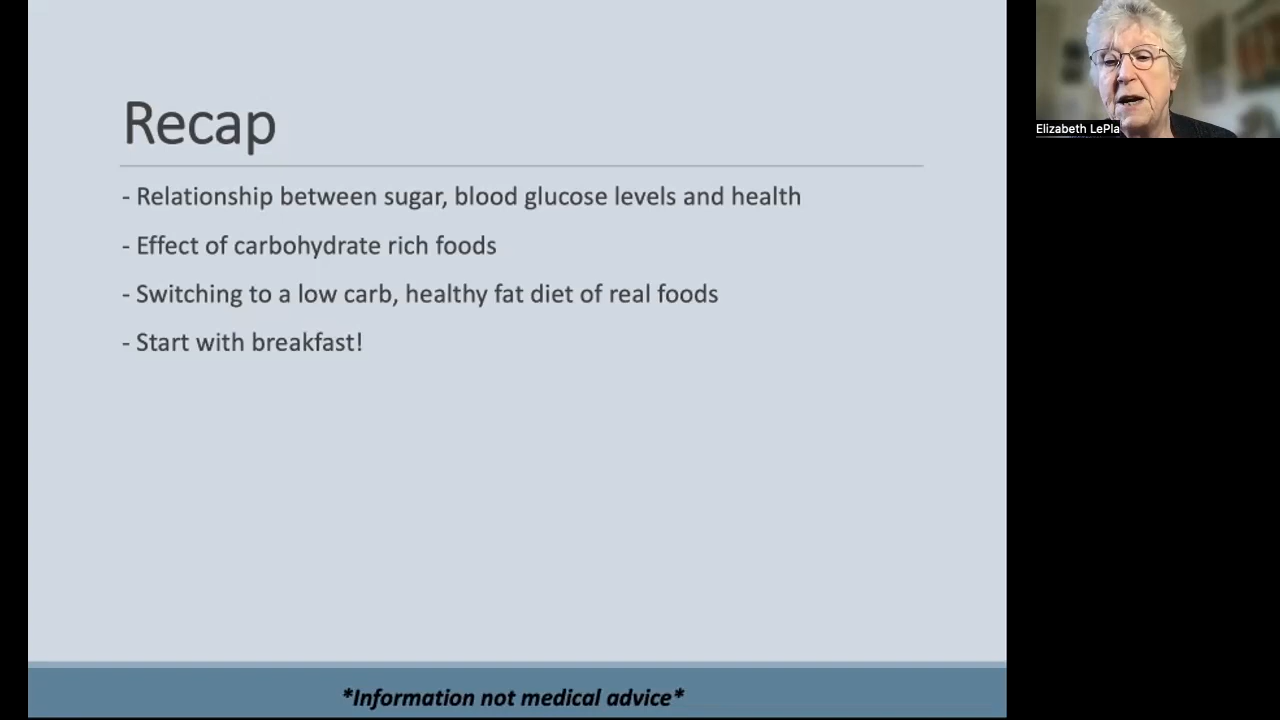 Recap
- Relationship between sugar, blood glucose levels and health
- Effect of carbohydrate rich foods
- Switching to a low carb, healthy fat diet of real foods
- Start with breakfast!
*Information not medical advice*
Elizabeth LePla